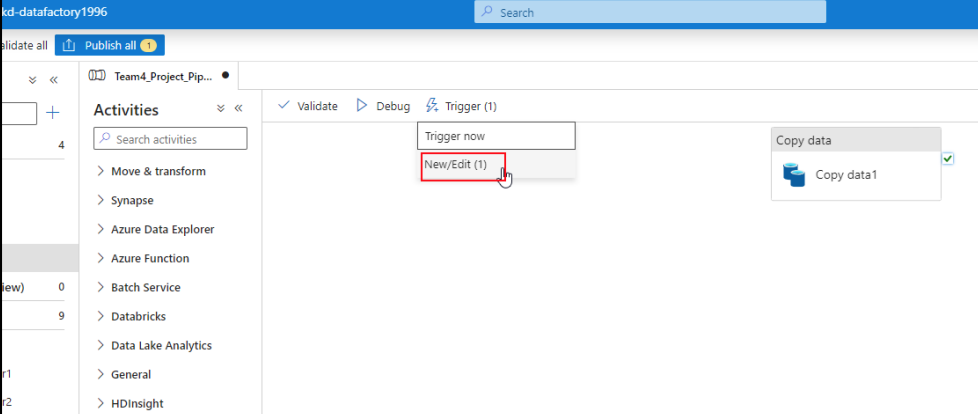 kd-datafactory1996
Search
alidate all
Publish all 1
Team4_Project_Pip...
Activities
Validate
Debug
Trigger (1)
Search activities
4
Trigger now
New/Edit (1)
Copy data
Copy data1
Move & transform
Synapse
Azure Data Explorer
Azure Function
iew) 0
Batch Service
9
Databricks
Data Lake Analytics
r1
General
r2
HDInsight